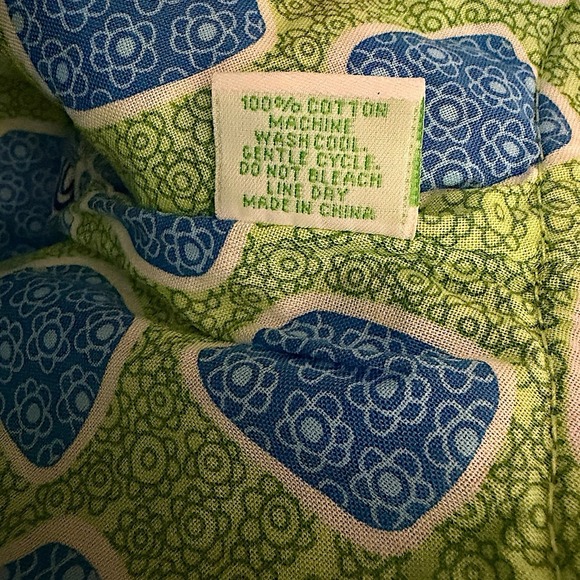 100% COTTON
MACHINE
WASH COOL
GENTLE CYCLE.
DO NOT BLEACH
LINE DRY
MADE IN CHINA